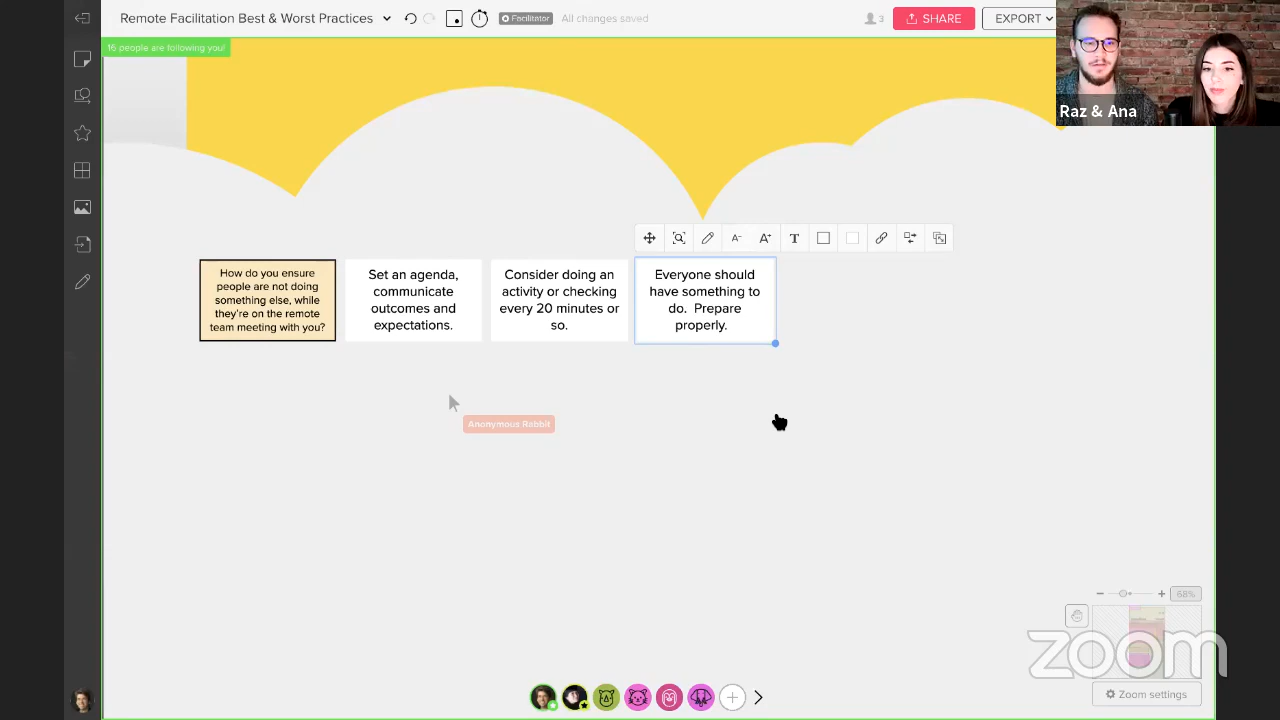 Remote Facilitation Best & Worst Practices
Facilitator
All changes saved
3
SHARE
EXPORT
16 people are following you!
Raz & Ana
A-
A+
T
How do you ensure
people are not doing
something else, while
they're on the remote
team meeting with you?
Set an agenda,
communicate
outcomes and
expectations.
Consider doing an
activity or checking
every 20 minutes or
so.
Everyone should
have something to
do. Prepare
properly.
Anonymous Rabbit
68%
zoom
Zoom settings